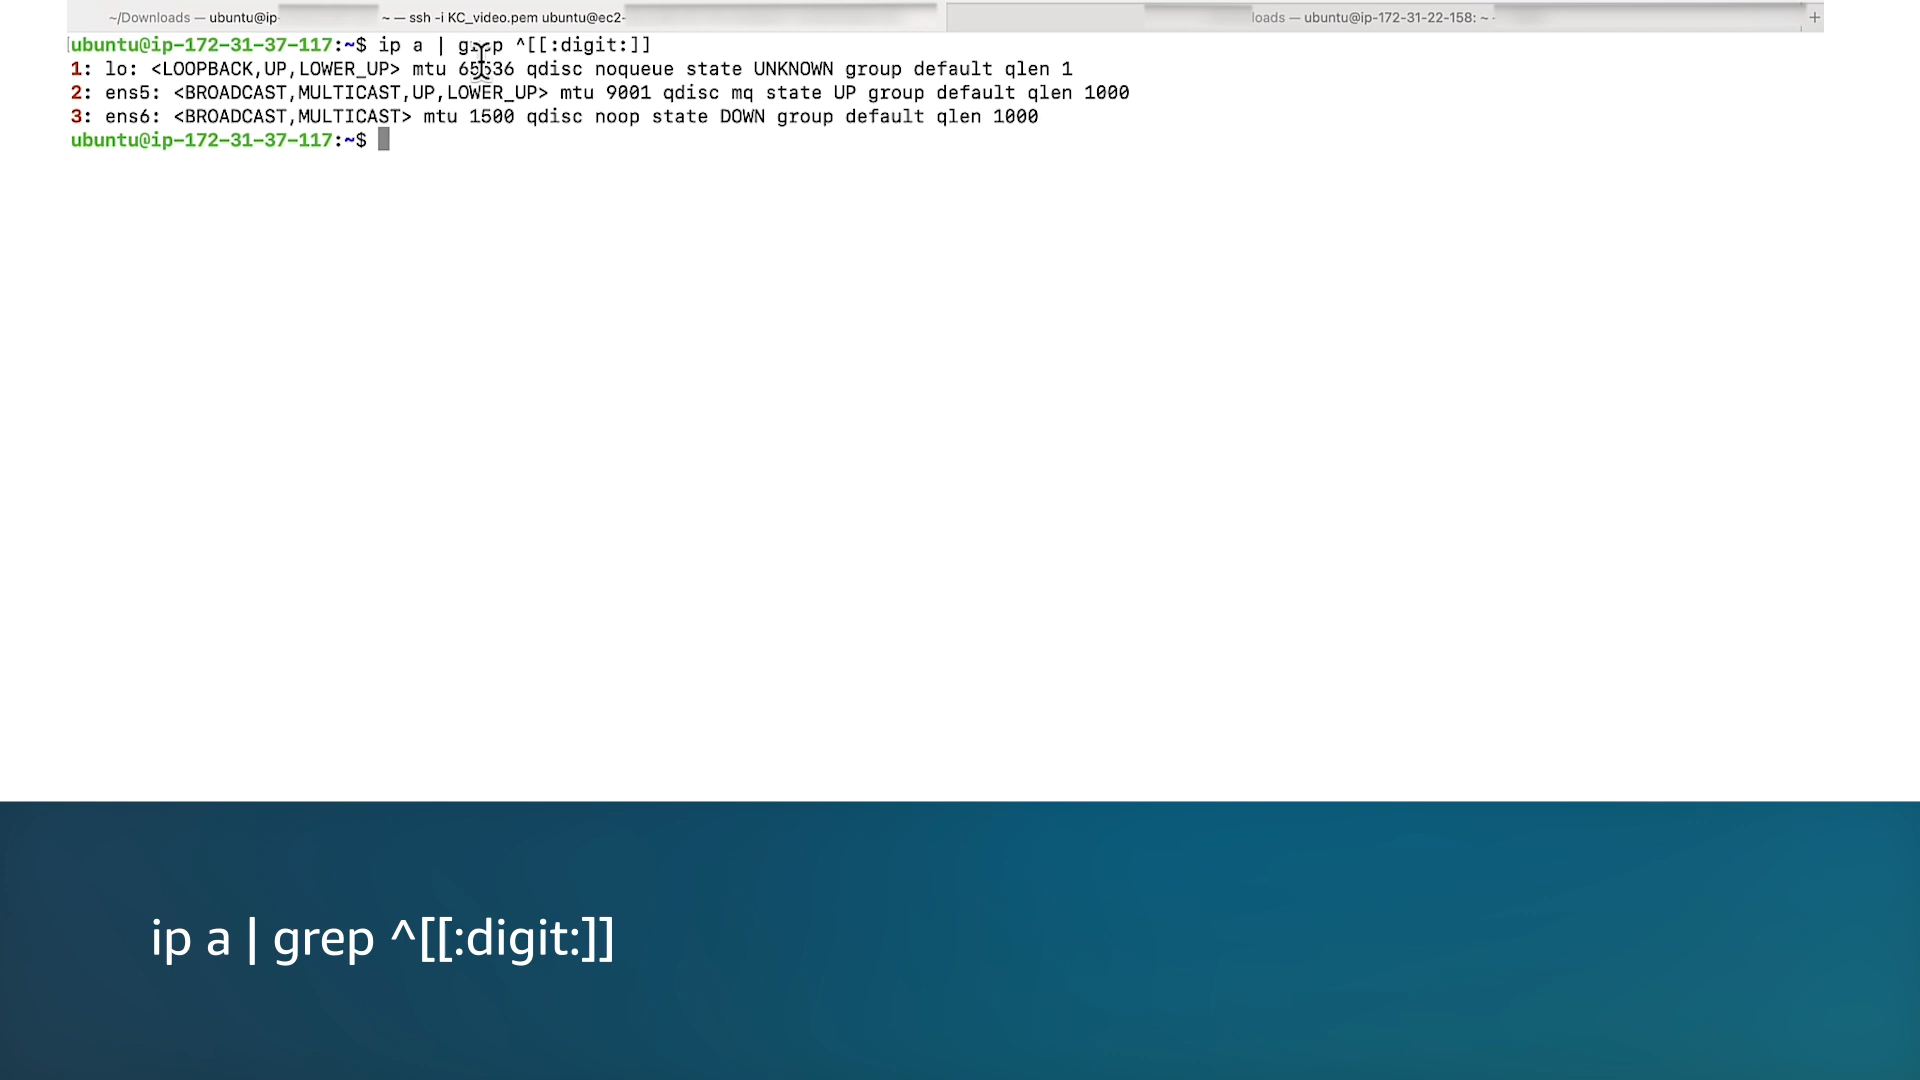 ~/Downloads — ubuntu@ip
~ — ssh -i KC_video.pem ubuntu@ec2-
loads — ubuntu@ip-172-31-22-158: ~ -
+
ubuntu@ip-172-31-37-117:~$ ip a | grep ^[[:digit:]]
1: lo: <LOOPBACK,UP,LOWER_UP> mtu 65536 qdisc noqueue state UNKNOWN group default qlen 1
2: ens5: <BROADCAST,MULTICAST,UP,LOWER_UP> mtu 9001 qdisc mq state UP group default qlen 1000
3: ens6: <BROADCAST,MULTICAST> mtu 1500 qdisc noop state DOWN group default qlen 1000
ubuntu@ip-172-31-37-117:~$
ip a | grep ^[[:digit:]]